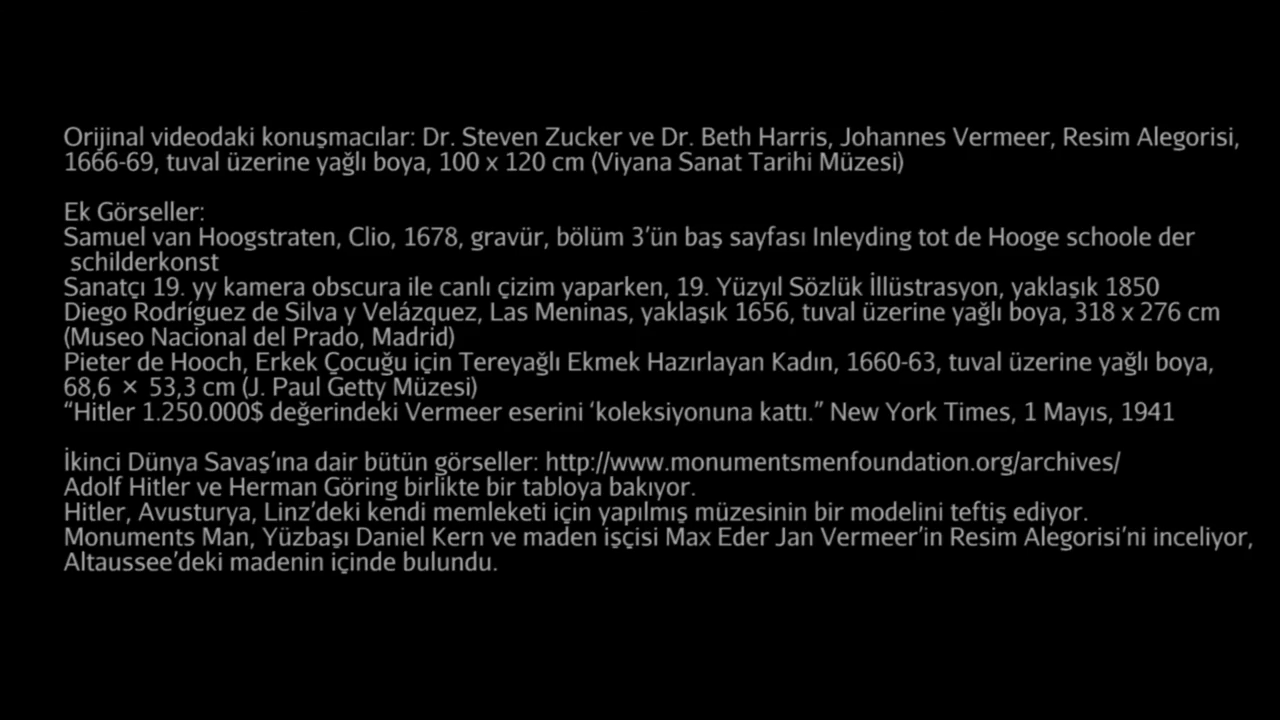 Orijinal videodaki konuşmacılar: Dr. Steven Zucker ve Dr. Beth Harris, Johannes Vermeer, Resim Alegorisi,
1666-69, tuval üzerine yağlı boya, 100 x 120 cm (Viyana Sanat Tarihi Müzesi)
Ek Görseller:
Samuel van Hoogstraten, Clio, 1678, gravür, bölüm 3’ün baş sayfası Inleyding tot de Hooge schoole der
schilderkonst
Sanatçı 19. yy kamera obscura ile canlı çizim yaparken, 19. Yüzyıl Sözlük İllüstrasyon, yaklaşık 1850
Diego Rodríguez de Silva y Velázquez, Las Meninas, yaklaşık 1656, tuval üzerine yağlı boya, 318 x 276 cm
(Museo Nacional del Prado, Madrid)
Pieter de Hooch, Erkek Çocuğu için Tereyağlı Ekmek Hazırlayan Kadın, 1660-63, tuval üzerine yağlı boya,
68,6 × 53,3 cm (J. Paul Getty Müzesi)
“Hitler 1.250.000$ değerindeki Vermeer eserini ‘koleksiyonuna kattı.” New York Times, 1 Mayıs, 1941
İkinci Dünya Savaş’ına dair bütün görseller: http://www.monumentsmenfoundation.org/archives/
Adolf Hitler ve Herman Göring birlikte bir tabloya bakıyor.
Hitler, Avusturya, Linz’deki kendi memleketi için yapılmış müzesinin bir modelini teftiş ediyor.
Monuments Man, Yüzbaşı Daniel Kern ve maden işçisi Max Eder Jan Vermeer’in Resim Alegorisi’ni inceliyor,
Altaussee’deki madenin içinde bulundu.